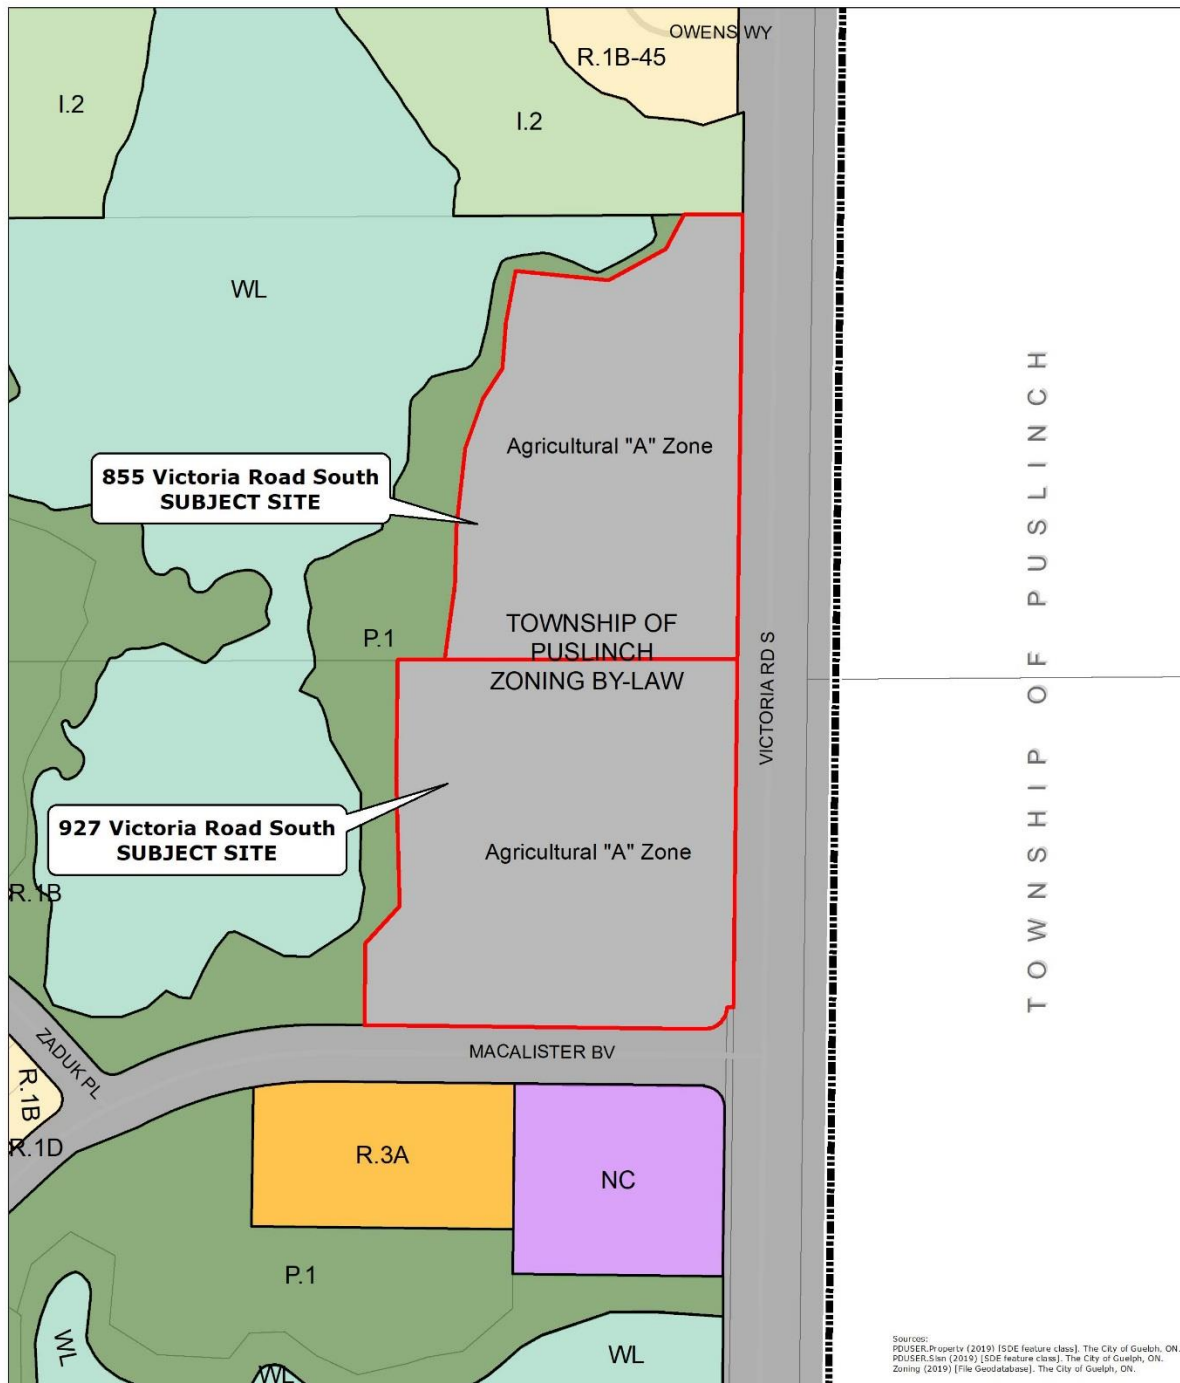 OWENS WY
R.1B-45
I.2
I.2
WL
Agricultural "A" Zone
855 Victoria Road South
SUBJECT SITE
P.1
TOWNSHIP OF
PUSLINCH
ZONING BY-LAW
VICTORIA RD S
TOWNSHIP OF PUSLINCH
927 Victoria Road South
SUBJECT SITE
Agricultural "A" Zone
R.1B
ZADUK PL
MACALISTER BV
R.1B
R.1D
R.3A
NC
P.1
WL
WL
WL
Sources:
PDUSER.Property (2019) [SDE feature class]. The City of Guelph, ON.
PDUSER.Slsn (2019) [SDE feature class]. The City of Guelph, ON.
Zoning (2019) [File Geodatabase]. The City of Guelph, ON.